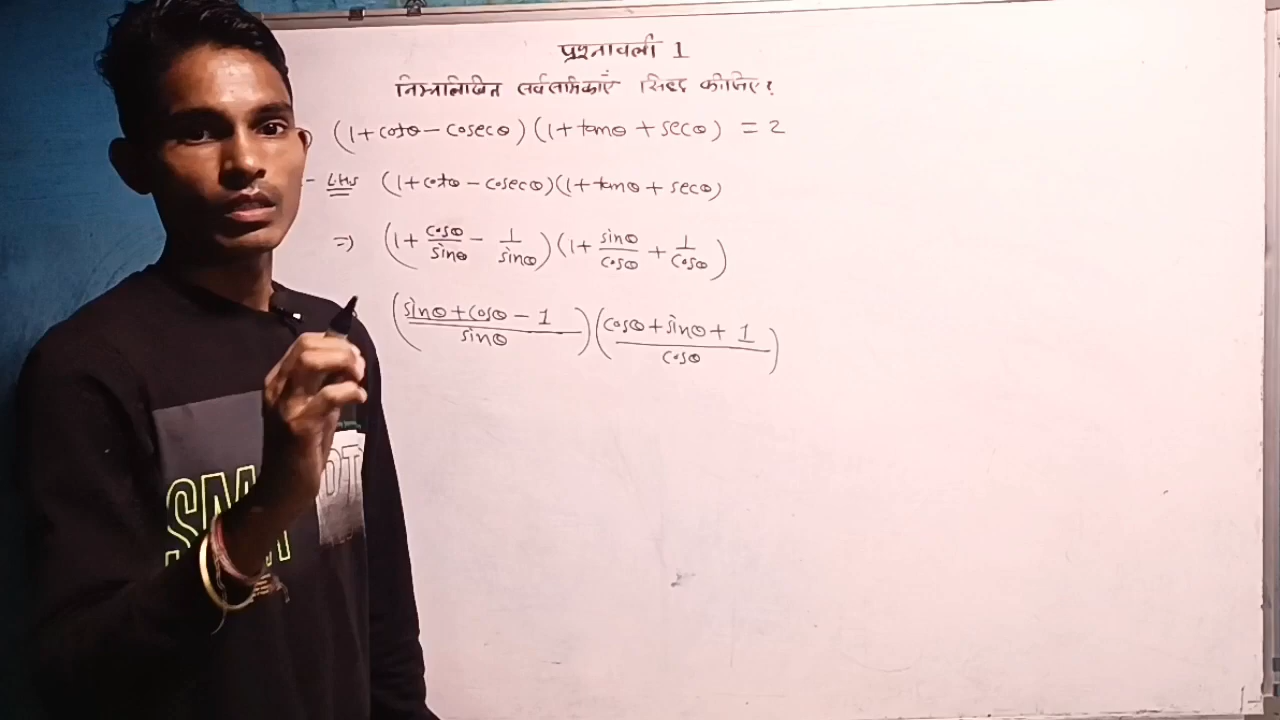 प्रश्नावली 1
निम्नलिखित सर्वसमिकाएँ सिद्ध कीजिए?
(1+cotθ - cosecθ)(1+tanθ + secθ) = 2
- LHS (1+cotθ - cosecθ)(1+tanθ + secθ)
⇒ (1+ cosθ/sinθ - 1/sinθ)(1+ sinθ/cosθ + 1/cosθ)
(sinθ+cosθ - 1/sinθ)(cosθ+sinθ + 1/cosθ)